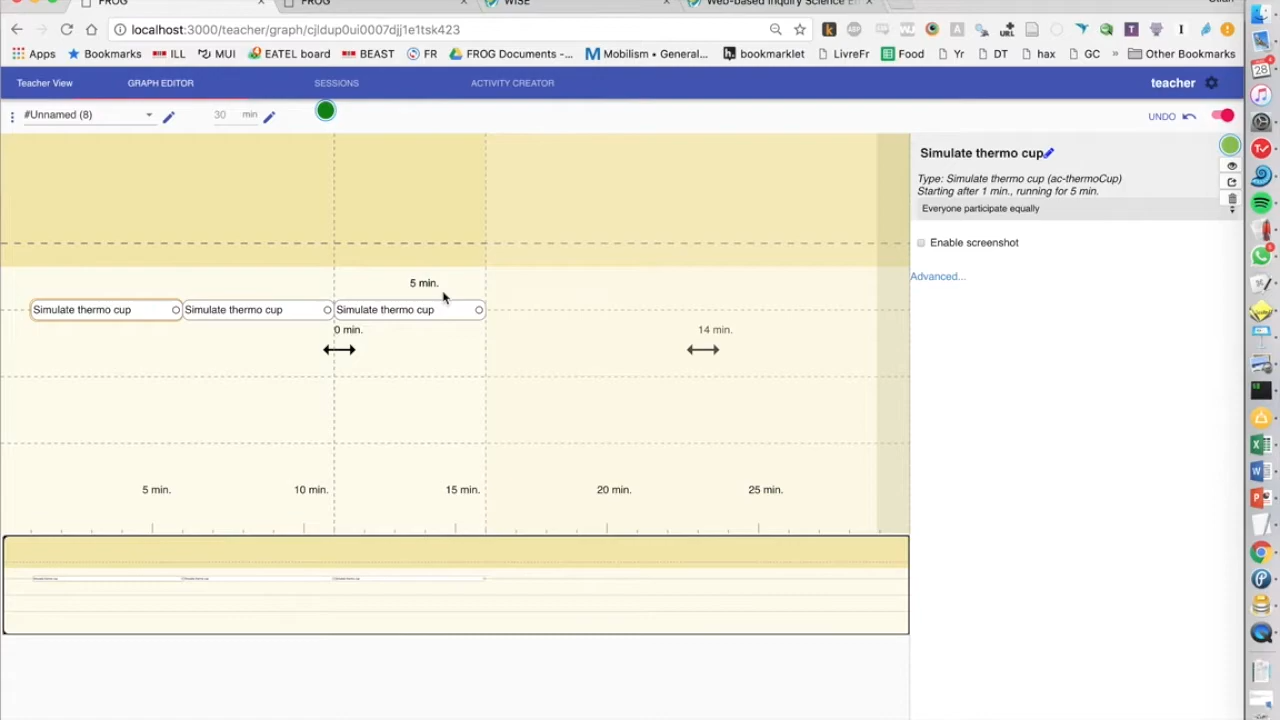 FROG
FROG
WISE
Web-based Inquiry Science En
localhost:3000/teacher/graph/cjldup0ui0007djj1e1tsk423
Apps Bookmarks ILL MUI EATEL board BEAST FR FROG Documents -... Mobilism • General... bookmarklet LivreFr Food Yr DT hax GC » Other Bookmarks
Teacher View GRAPH EDITOR SESSIONS ACTIVITY CREATOR teacher
#Unnamed (8) 30 min UNDO
Simulate thermo cup
Type: Simulate thermo cup (ac-thermoCup)
Starting after 1 min., running for 5 min.
Everyone participate equally
Enable screenshot
Advanced...
5 min.
Simulate thermo cup Simulate thermo cup Simulate thermo cup
0 min. 14 min.
5 min. 10 min. 15 min. 20 min. 25 min.